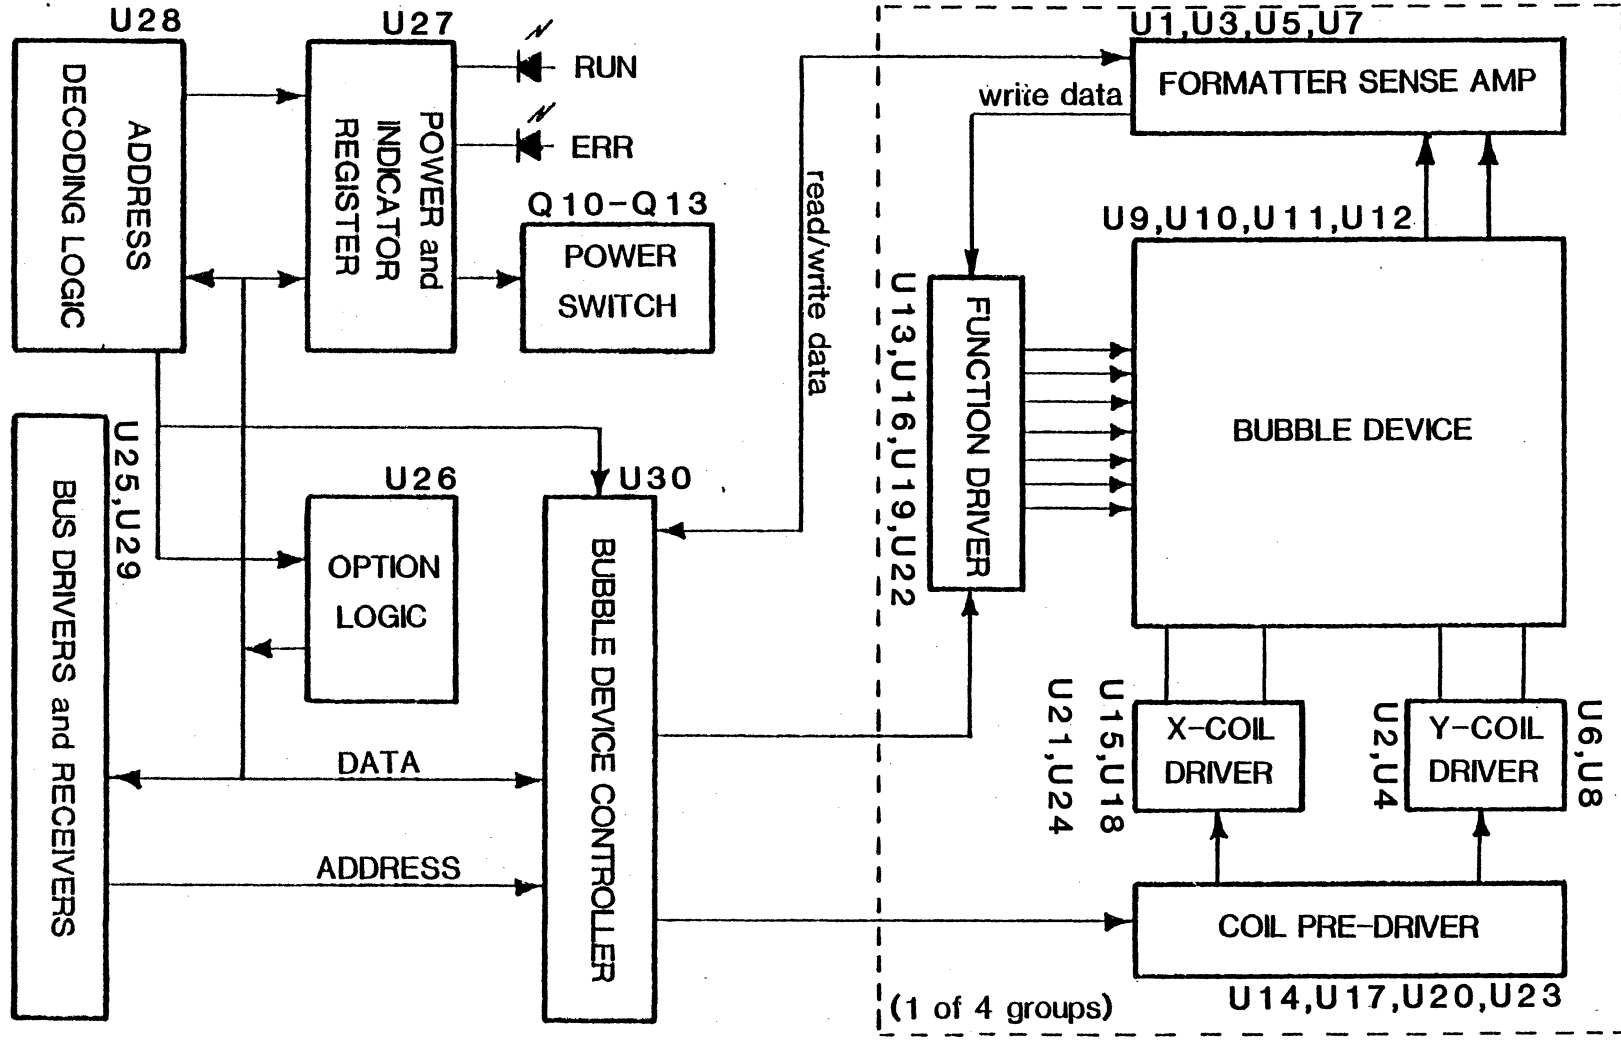 U28
ADDRESS
DECODING LOGIC
U27
POWER and
INDICATOR
REGISTER
RUN
ERR
Q10-Q13
POWER
SWITCH
U25,U29
BUS DRIVERS and RECEIVERS
U26
OPTION
LOGIC
U30
BUBBLE DEVICE CONTROLLER
DATA
ADDRESS
read/write data
U1,U3,U5,U7
FORMATTER SENSE AMP
write data
U9,U10,U11,U12
BUBBLE DEVICE
FUNCTION DRIVER
U13,U16,U19,U22
U15,U18
U21,U24
X-COIL
DRIVER
U2,U4
Y-COIL
DRIVER
U6,U8
COIL PRE-DRIVER
U14,U17,U20,U23
(1 of 4 groups)